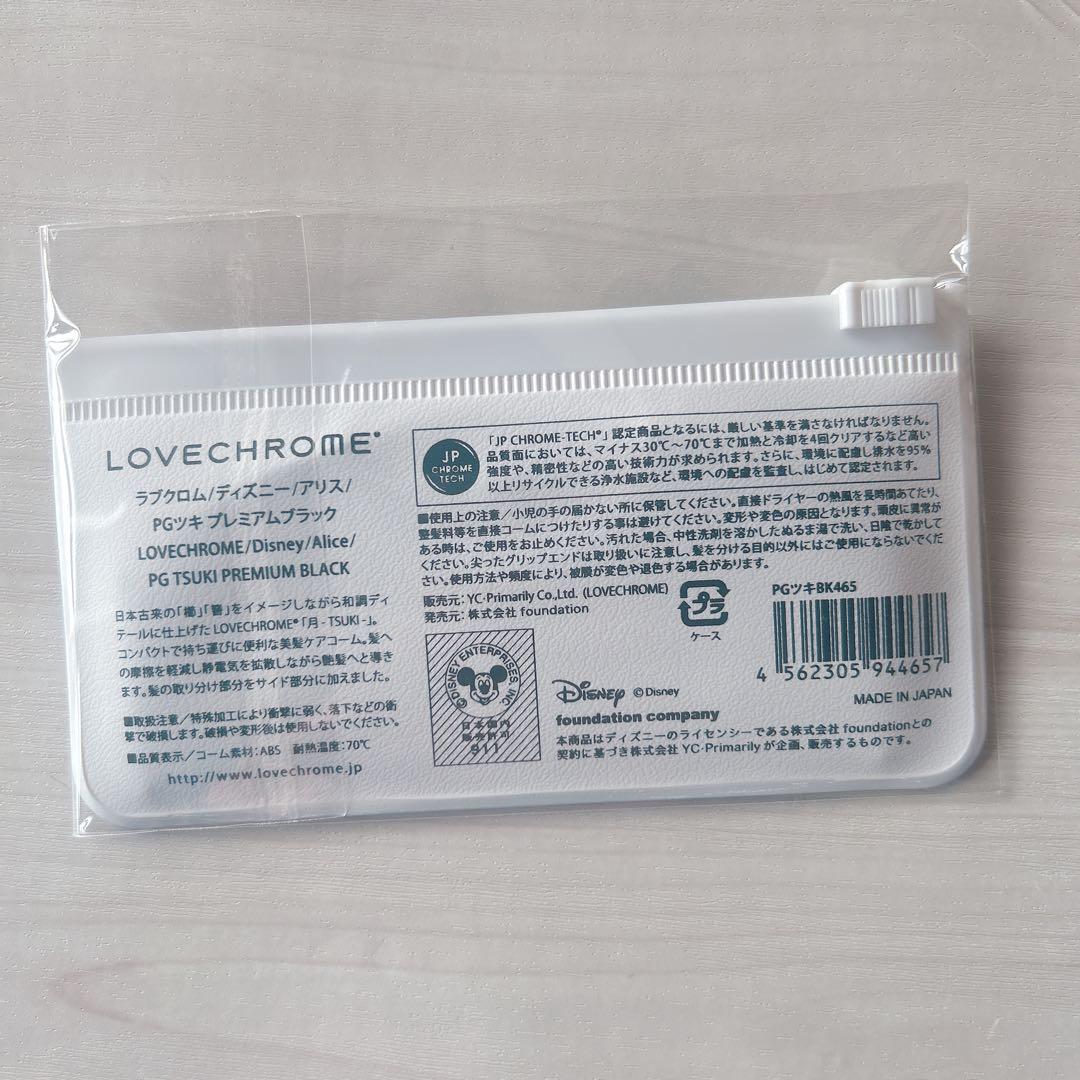 LOVECHROME®
ラブクロム/ディズニー/アリス/
PGツキ プレミアムブラック
LOVECHROME/Disney/Alice/
PG TSUKI PREMIUM BLACK
日本古来の「櫛」「簪」をイメージしながら和調ディ
テールに仕上げた LOVECHROME®「月 - TSUKI -」。
コンパクトで持ち運びに便利な美髪ケアコーム。髪へ
の摩擦を軽減し静電気を拡散しながら艶髪へと導き
ます。髪の取り分け部分をサイド部分に加えました。
■取扱注意/特殊加工により衝撃に弱く、落下などの衝
撃で破損します。破損や変形後は使用しないでください。
■品質表示/コーム素材:ABS 耐熱温度:70℃
http://www.lovechrome.jp
JP
CHROME
TECH
「JP CHROME-TECH®」認定商品となるには、厳しい基準を満さなければなりません。
品質面においては、マイナス30℃～70℃まで加熱と冷却を4回クリアするなど高い
強度や、精密性などの高い技術力が求められます。さらに、環境に配慮し排水を95%
以上リサイクルできる浄水施設など、環境への配慮を監査し、はじめて認定されます。
■使用上の注意/小児の手の届かない所に保管してください。直接ドライヤーの熱風を長時間あてたり、
整髪料等を直接コームにつけたりする事は避けてください。変形や変色の原因となります。頭皮に異常が
ある時は、ご使用をお止めください。汚れた場合、中性洗剤を溶かしたぬるま湯で洗い、日陰で乾かして
ください。尖ったグリップエンドは取り扱いに注意し、髪を分ける目的以外にはご使用にならないでくだ
さい。使用方法や頻度により、被膜が変色や退色する場合があります。
販売元: YC・Primarily Co.,Ltd. (LOVECHROME)
発売元: 株式会社 foundation
プラ
ケース
PGツキBK465
4 562305 944657
MADE IN JAPAN
©DISNEY ENTERPRISES, INC.
日本国内
販売許可
911
Disney ©Disney
foundation company
本商品はディズニーのライセンシーである株式会社 foundationとの
契約に基づき株式会社 YC・Primarily が企画、販売するものです。